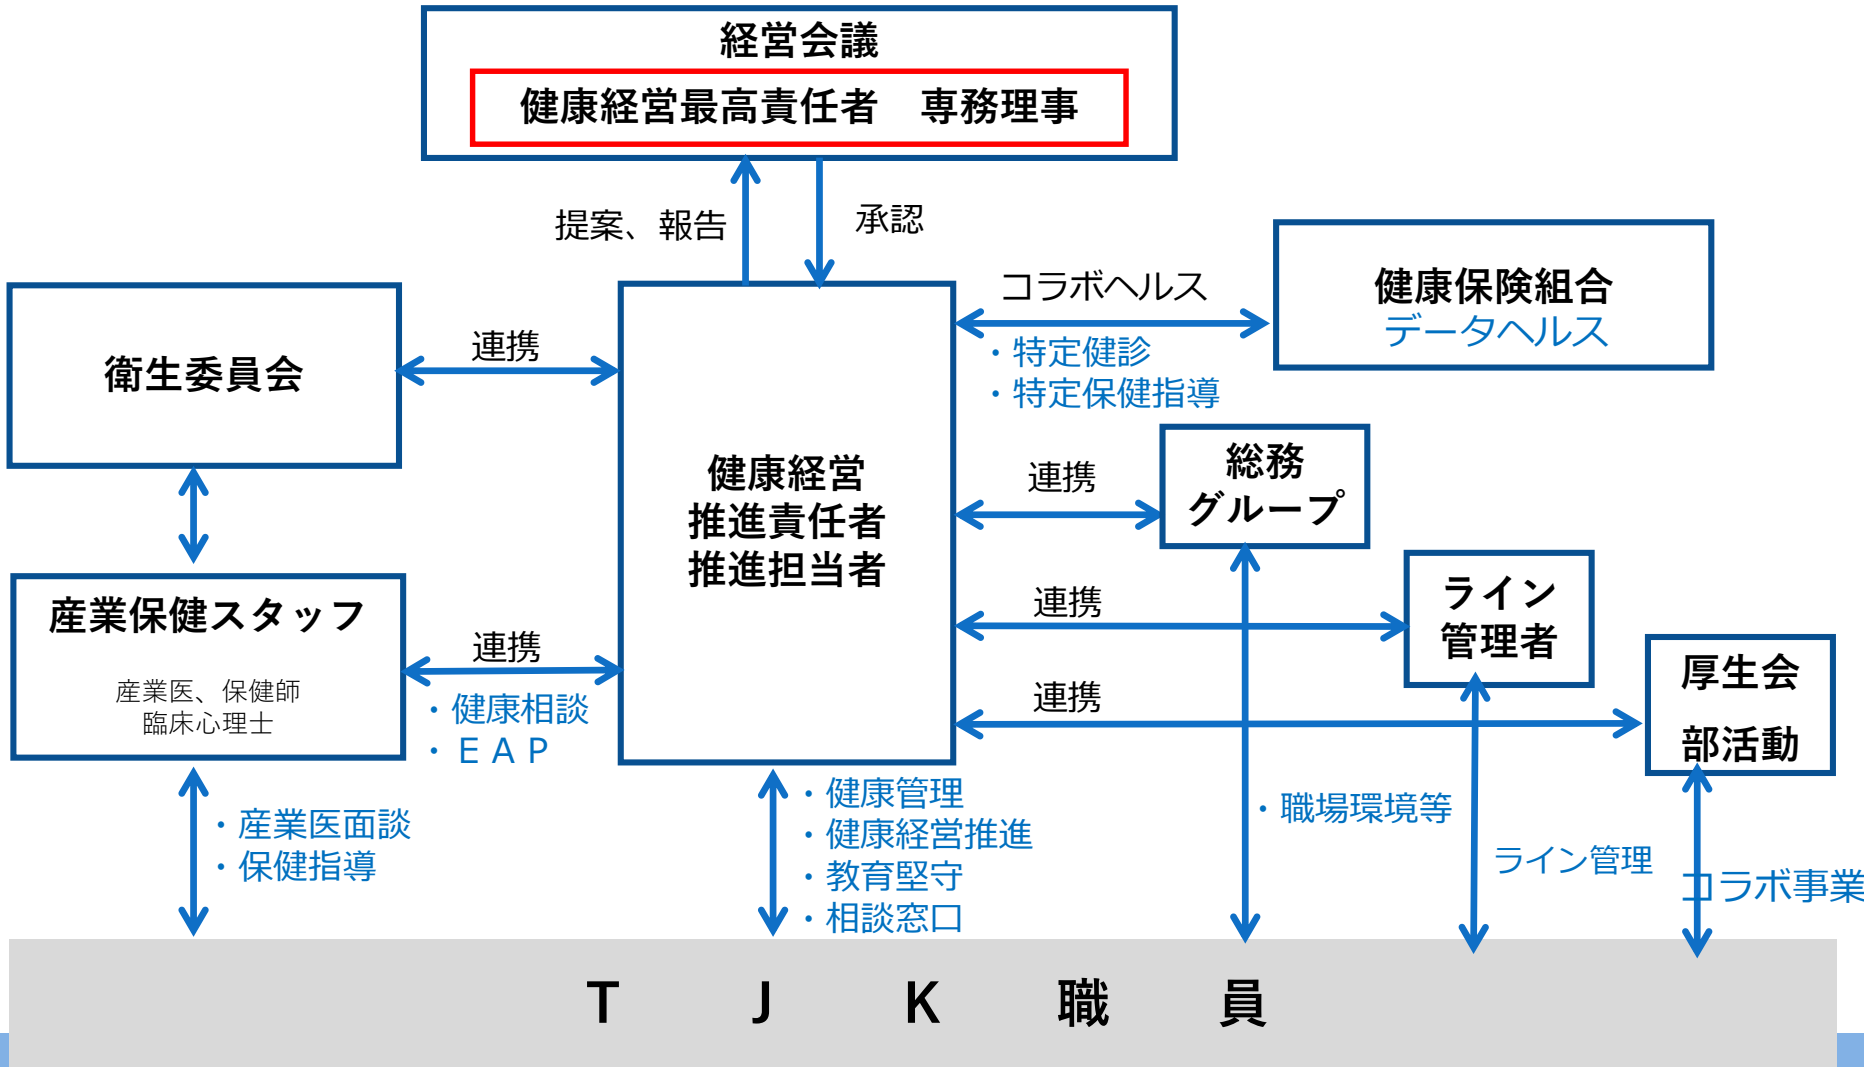 経営会議
健康経営最高責任者　専務理事
提案、報告
承認
コラボヘルス
・特定健診
・特定保健指導
健康保険組合
データヘルス
衛生委員会
連携
健康経営
推進責任者
推進担当者
連携
総務
グループ
連携
ライン
管理者
連携
厚生会
部活動
産業保健スタッフ
産業医、保健師
臨床心理士
連携
・健康相談
・ＥＡＰ
・産業医面談
・保健指導
・健康管理
・健康経営推進
・教育堅守
・相談窓口
・職場環境等
ライン管理
コラボ事業
Ｔ　Ｊ　Ｋ　職　員